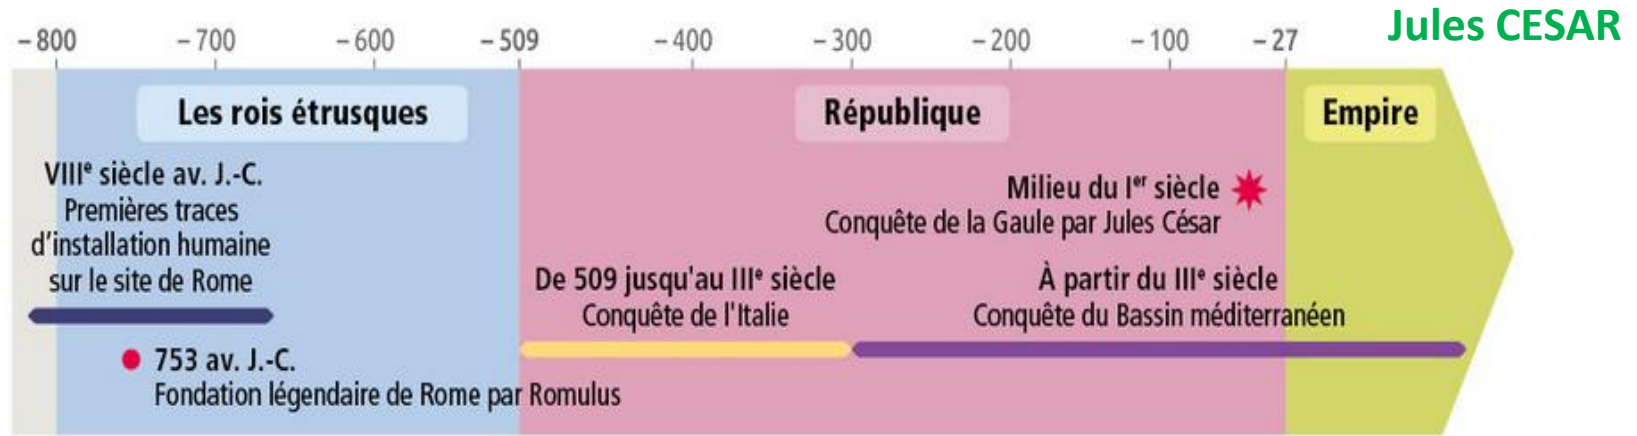 Jules CESAR
– 800 – 700 – 600 – 509 – 400 – 300 – 200 – 100 – 27
Les rois étrusques
République
Empire
VIIIe siècle av. J.-C.
Premières traces
d'installation humaine
sur le site de Rome
753 av. J.-C.
Fondation légendaire de Rome par Romulus
De 509 jusqu'au IIIe siècle
Conquête de l'Italie
Milieu du Ier siècle
Conquête de la Gaule par Jules César
À partir du IIIe siècle
Conquête du Bassin méditerranéen